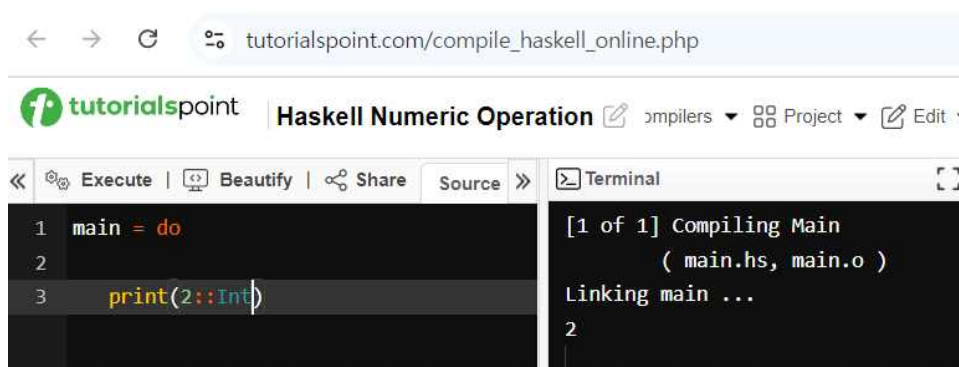 tutorialspoint.com/compile_haskell_online.php
tutorialspoint
Haskell Numeric Operation ompilers Project Edit
Execute | Beautify | Share Source
Terminal
1 main = do
2
3 print(2::Int)
[1 of 1] Compiling Main
( main.hs, main.o )
Linking main ...
2